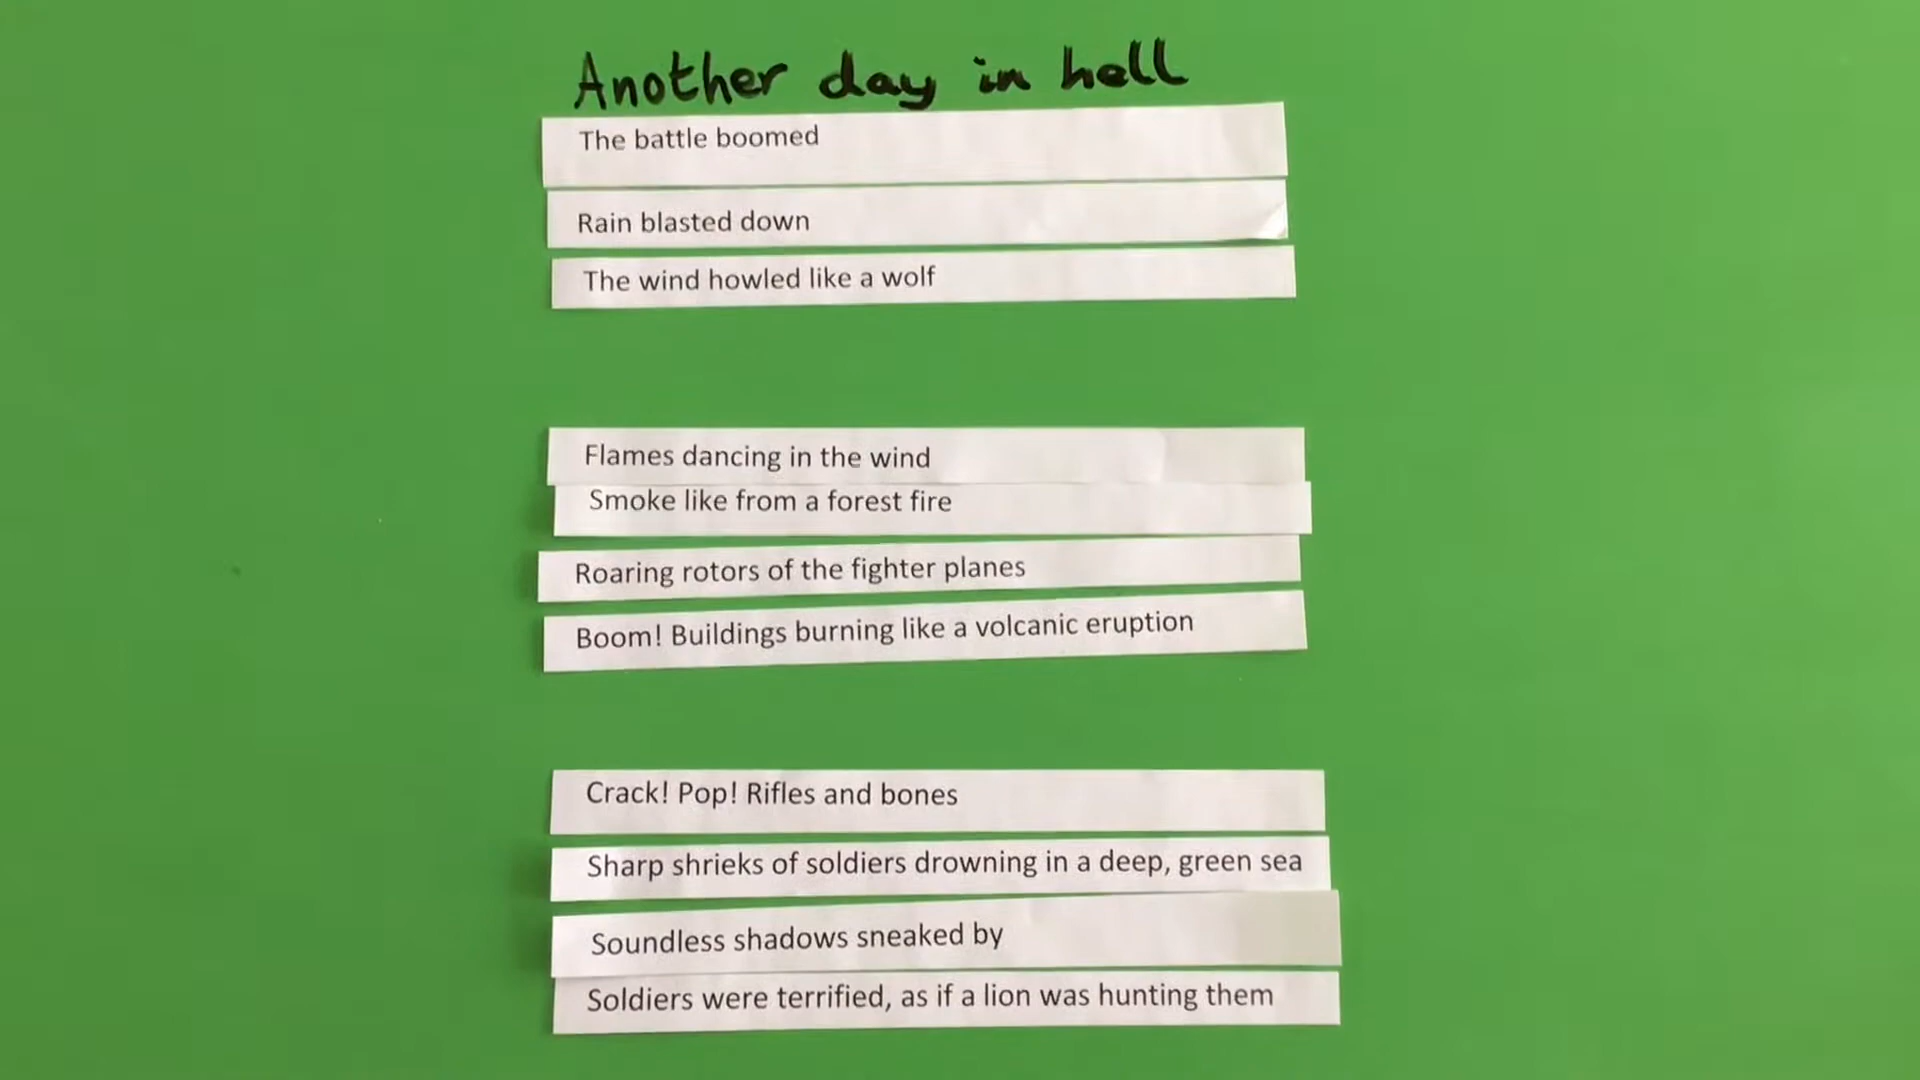 Another day in hell
The battle boomed
Rain blasted down
The wind howled like a wolf
Flames dancing in the wind
Smoke like from a forest fire
Roaring rotors of the fighter planes
Boom! Buildings burning like a volcanic eruption
Crack! Pop! Rifles and bones
Sharp shrieks of soldiers drowning in a deep, green sea
Soundless shadows sneaked by
Soldiers were terrified, as if a lion was hunting them